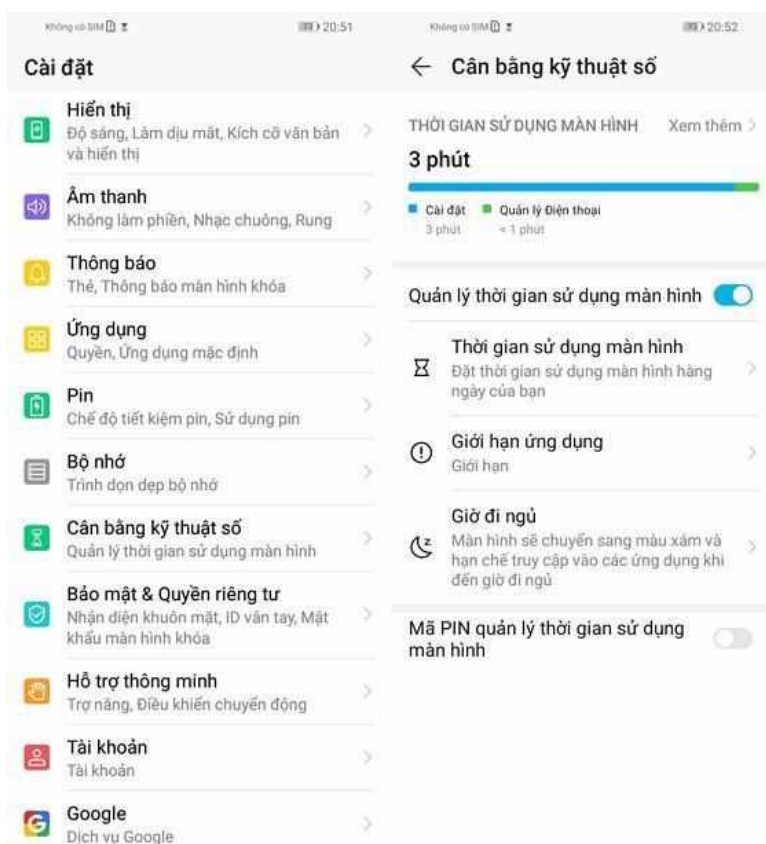 Không có SIM 20:51
Cài đặt
Hiển thị
Độ sáng, Làm dịu mắt, Kích cỡ văn bản
và hiển thị
Âm thanh
Không làm phiền, Nhạc chuông, Rung
Thông báo
Thẻ, Thông báo màn hình khóa
Ứng dụng
Quyền, Ứng dụng mặc định
Pin
Chế độ tiết kiệm pin, Sử dụng pin
Bộ nhớ
Trình dọn dẹp bộ nhớ
Cân bằng kỹ thuật số
Quản lý thời gian sử dụng màn hình
Bảo mật & Quyền riêng tư
Nhận diện khuôn mặt, ID vân tay, Mật
khẩu màn hình khóa
Hỗ trợ thông minh
Trợ năng, Điều khiển chuyển động
Tài khoản
Tài khoản
Google
Dịch vụ Google
Không có SIM 20:52
Cân bằng kỹ thuật số
THỜI GIAN SỬ DỤNG MÀN HÌNH Xem thêm
3 phút
Cài đặt Quản lý Điện thoại
3 phút < 1 phút
Quản lý thời gian sử dụng màn hình
Thời gian sử dụng màn hình
Đặt thời gian sử dụng màn hình hàng
ngày của bạn
Giới hạn ứng dụng
Giới hạn
Giờ đi ngủ
Màn hình sẽ chuyển sang màu xám và
hạn chế truy cập vào các ứng dụng khi
đến giờ đi ngủ
Mã PIN quản lý thời gian sử dụng
màn hình